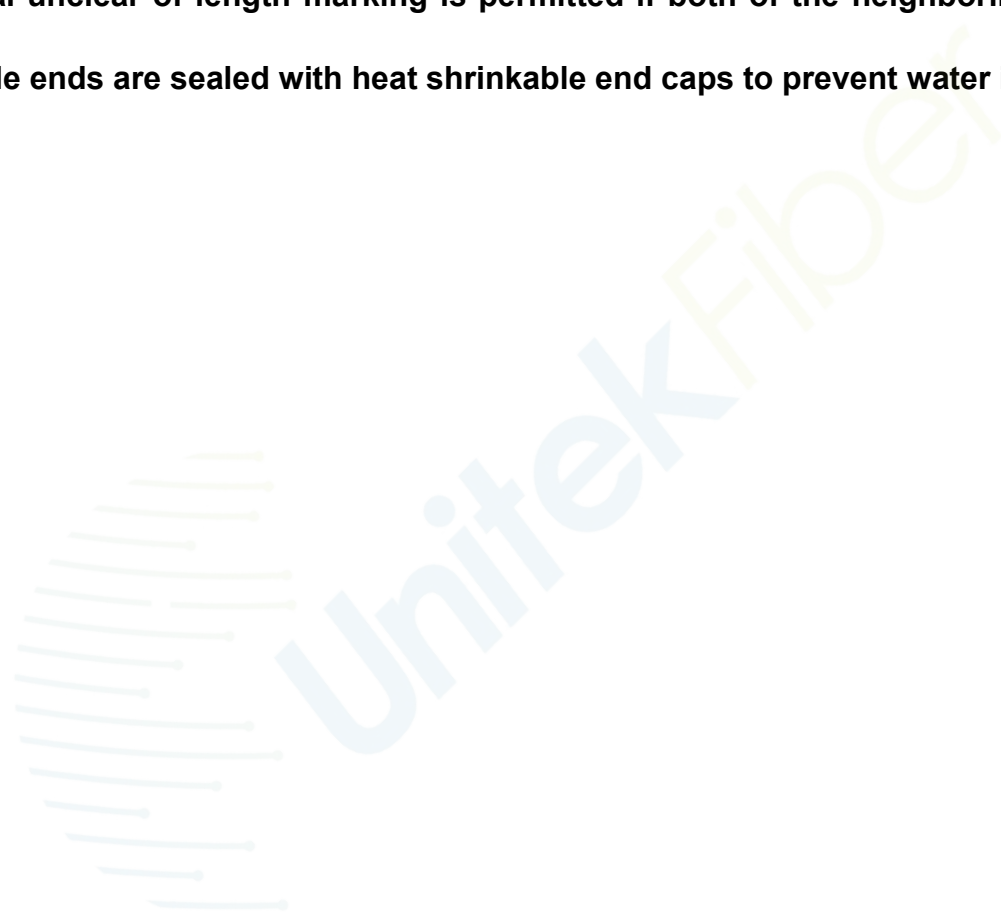 unclear of length marking is permitted if both of the
ends are sealed with heat shrinkable end caps to prevent water
UnitekFiber